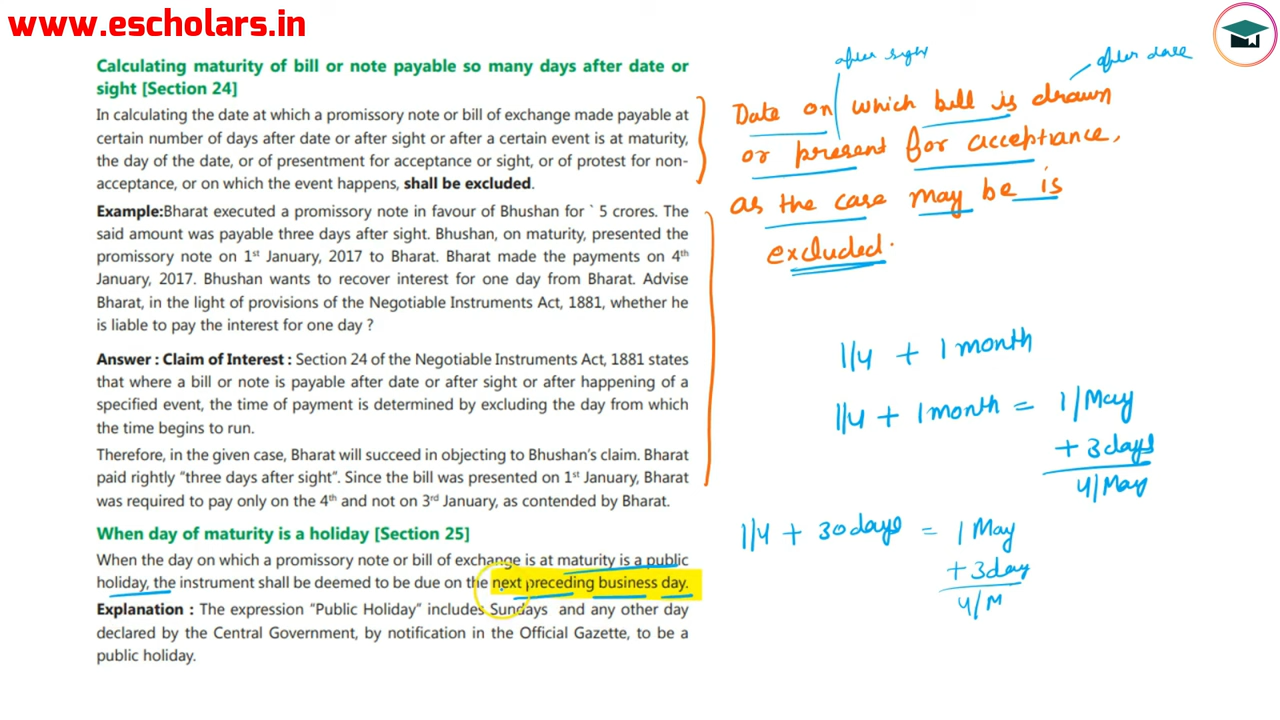 www.escholars.in
Calculating maturity of bill or note payable so many days after date or
sight [Section 24]
In calculating the date at which a promissory note or bill of exchange made payable at
certain number of days after date or after sight or after a certain event is at maturity,
the day of the date, or of presentment for acceptance or sight, or of protest for non-
acceptance, or on which the event happens, shall be excluded.
Example:Bharat executed a promissory note in favour of Bhushan for ` 5 crores. The
said amount was payable three days after sight. Bhushan, on maturity, presented the
promissory note on 1st January, 2017 to Bharat. Bharat made the payments on 4th
January, 2017. Bhushan wants to recover interest for one day from Bharat. Advise
Bharat, in the light of provisions of the Negotiable Instruments Act, 1881, whether he
is liable to pay the interest for one day ?
Answer : Claim of Interest : Section 24 of the Negotiable Instruments Act, 1881 states
that where a bill or note is payable after date or after sight or after happening of a
specified event, the time of payment is determined by excluding the day from which
the time begins to run.
Therefore, in the given case, Bharat will succeed in objecting to Bhushan's claim. Bharat
paid rightly "three days after sight". Since the bill was presented on 1st January, Bharat
was required to pay only on the 4th and not on 3rd January, as contended by Bharat.
When day of maturity is a holiday [Section 25]
When the day on which a promissory note or bill of exchange is at maturity is a public
holiday, the instrument shall be deemed to be due on the next preceding business day.
Explanation : The expression "Public Holiday" includes Sundays and any other day
declared by the Central Government, by notification in the Official Gazette, to be a
public holiday.
after sight
after date
Date on which bill is drawn
or present for acceptance,
as the case may be is
excluded.
1/4 + 1 month
1/4 + 1 month = 1/May
+ 3 days
4/May
1/4 + 30 days = 1 May
+ 3 day
4/M